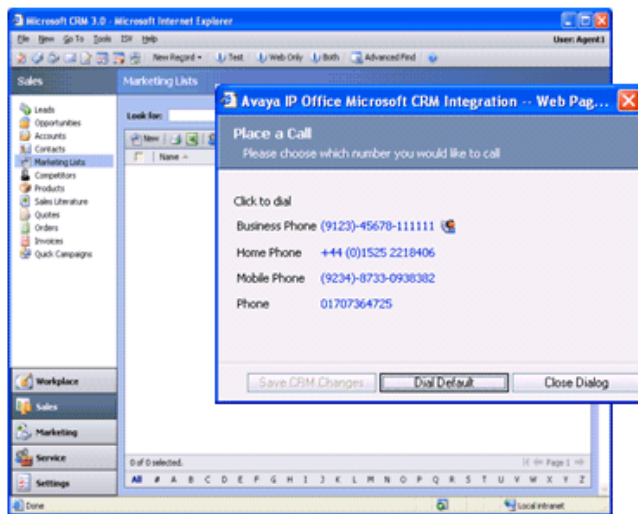 Microsoft CRM 3.0 - Microsoft Internet Explorer
File View Go To Tools ISV Help
User: Agent1
New Record Test Web Only Both Advanced Find
Sales
Marketing Lists
Leads
Opportunities
Accounts
Contacts
Marketing Lists
Competitors
Products
Sales Literature
Quotes
Orders
Invoices
Quick Campaigns
Look for:
New
Name
Avaya IP Office Microsoft CRM Integration -- Web Pag...
Place a Call
Please choose which number you would like to call
Click to dial
Business Phone (9123)-45678-111111
Home Phone +44 (0)1525 2218406
Mobile Phone (9234)-8733-0938382
Phone 01707364725
Save CRM Changes Dial Default Close Dialog
Workplace
Sales
Marketing
Service
Settings
0 of 0 selected.
Page 1
All # A B C D E F G H I J K L M N O P Q R S T U V W X Y Z
Done
Local intranet